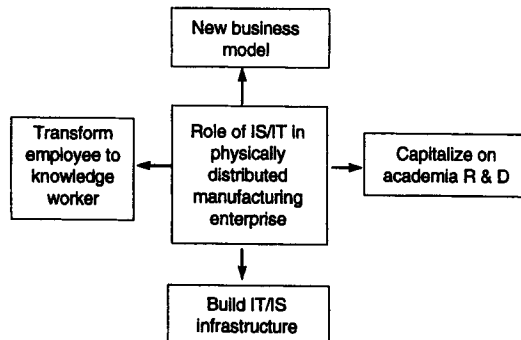 New business
model
Transform
employee to
knowledge
worker
Role of IS/IT in
physically
distributed
manufacturing
enterprise
Capitalize on
academia R & D
Build IT/IS
infrastructure